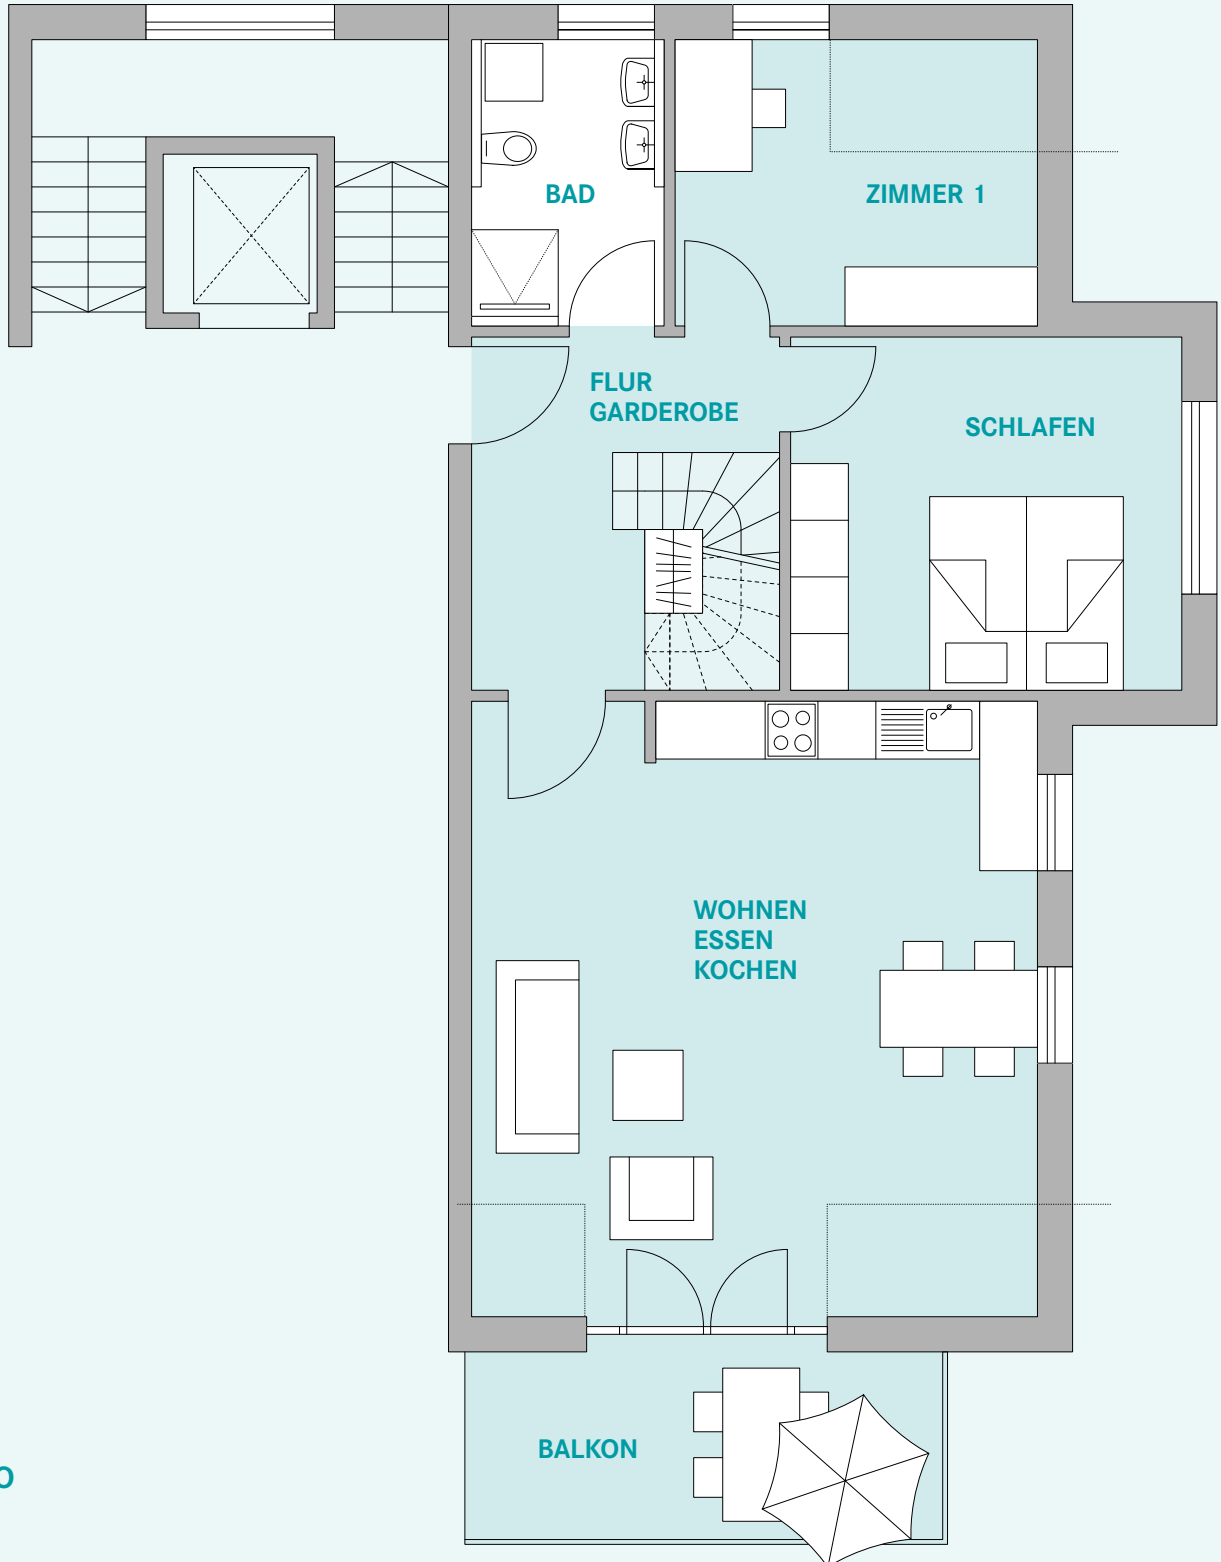 BAD
ZIMMER 1
FLUR
GARDEROBE
SCHLAFEN
WOHNEN
ESSEN
KOCHEN
BALKON
O